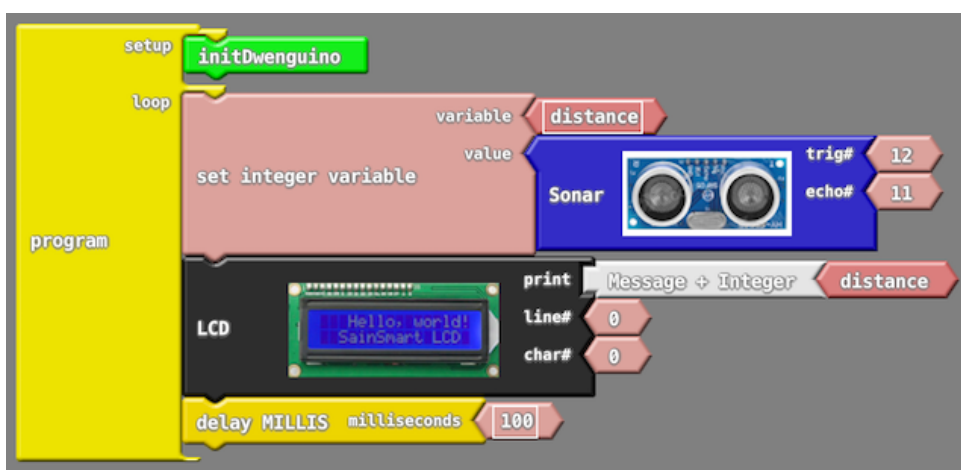 setup
initDwenguino
loop
variable distance
value
set integer variable
Sonar
trig# 12
echo# 11
program
LCD
Hello, world!
SainSmart LCD
print Message + Integer distance
line# 0
char# 0
delay MILLIS milliseconds 100